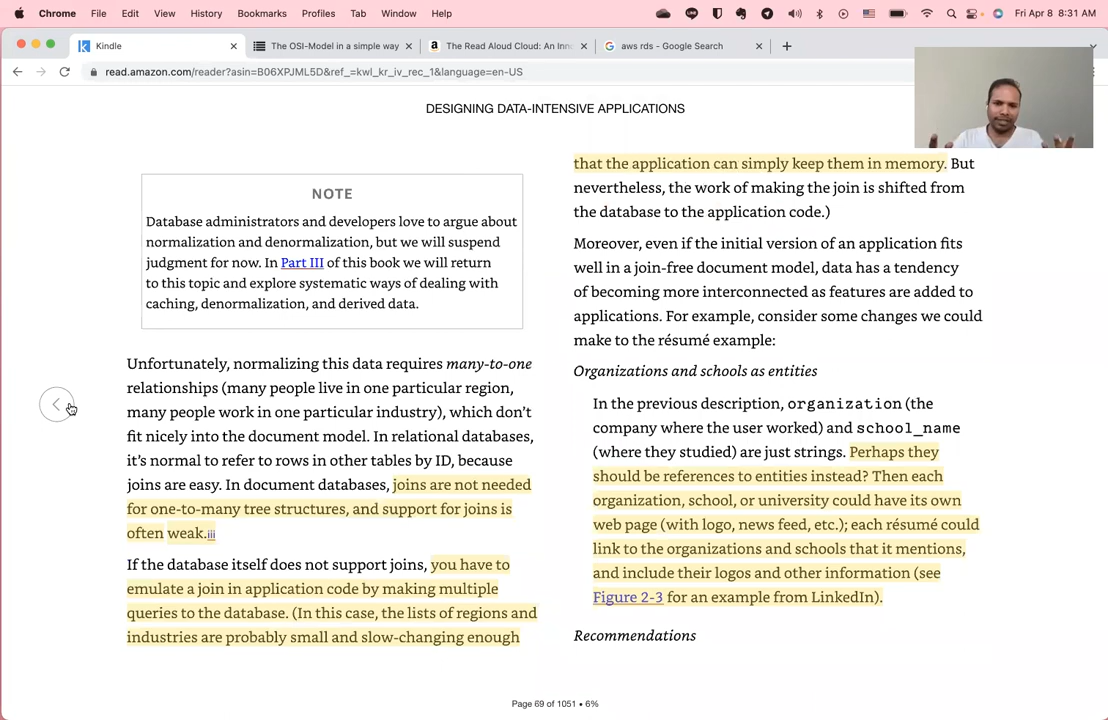 Chrome File Edit View History Bookmarks Profiles Tab Window Help Fri Apr 8 8:31 AM
Kindle The OSI-Model in a simple way The Read Aloud Cloud: An Inn aws rds - Google Search
read.amazon.com/reader?asin=B06XPJML5D&ref_=kwl_kr_iv_rec_1&language=en-US
DESIGNING DATA-INTENSIVE APPLICATIONS
NOTE
Database administrators and developers love to argue about
normalization and denormalization, but we will suspend
judgment for now. In Part III of this book we will return
to this topic and explore systematic ways of dealing with
caching, denormalization, and derived data.
Unfortunately, normalizing this data requires many-to-one
relationships (many people live in one particular region,
many people work in one particular industry), which don’t
fit nicely into the document model. In relational databases,
it’s normal to refer to rows in other tables by ID, because
joins are easy. In document databases, joins are not needed
for one-to-many tree structures, and support for joins is
often weak.iii
If the database itself does not support joins, you have to
emulate a join in application code by making multiple
queries to the database. (In this case, the lists of regions and
industries are probably small and slow-changing enough
that the application can simply keep them in memory. But
nevertheless, the work of making the join is shifted from
the database to the application code.)
Moreover, even if the initial version of an application fits
well in a join-free document model, data has a tendency
of becoming more interconnected as features are added to
applications. For example, consider some changes we could
make to the résumé example:
Organizations and schools as entities
In the previous description, organization (the
company where the user worked) and school_name
(where they studied) are just strings. Perhaps they
should be references to entities instead? Then each
organization, school, or university could have its own
web page (with logo, news feed, etc.); each résumé could
link to the organizations and schools that it mentions,
and include their logos and other information (see
Figure 2-3 for an example from LinkedIn).
Recommendations
Page 69 of 1051 • 6%